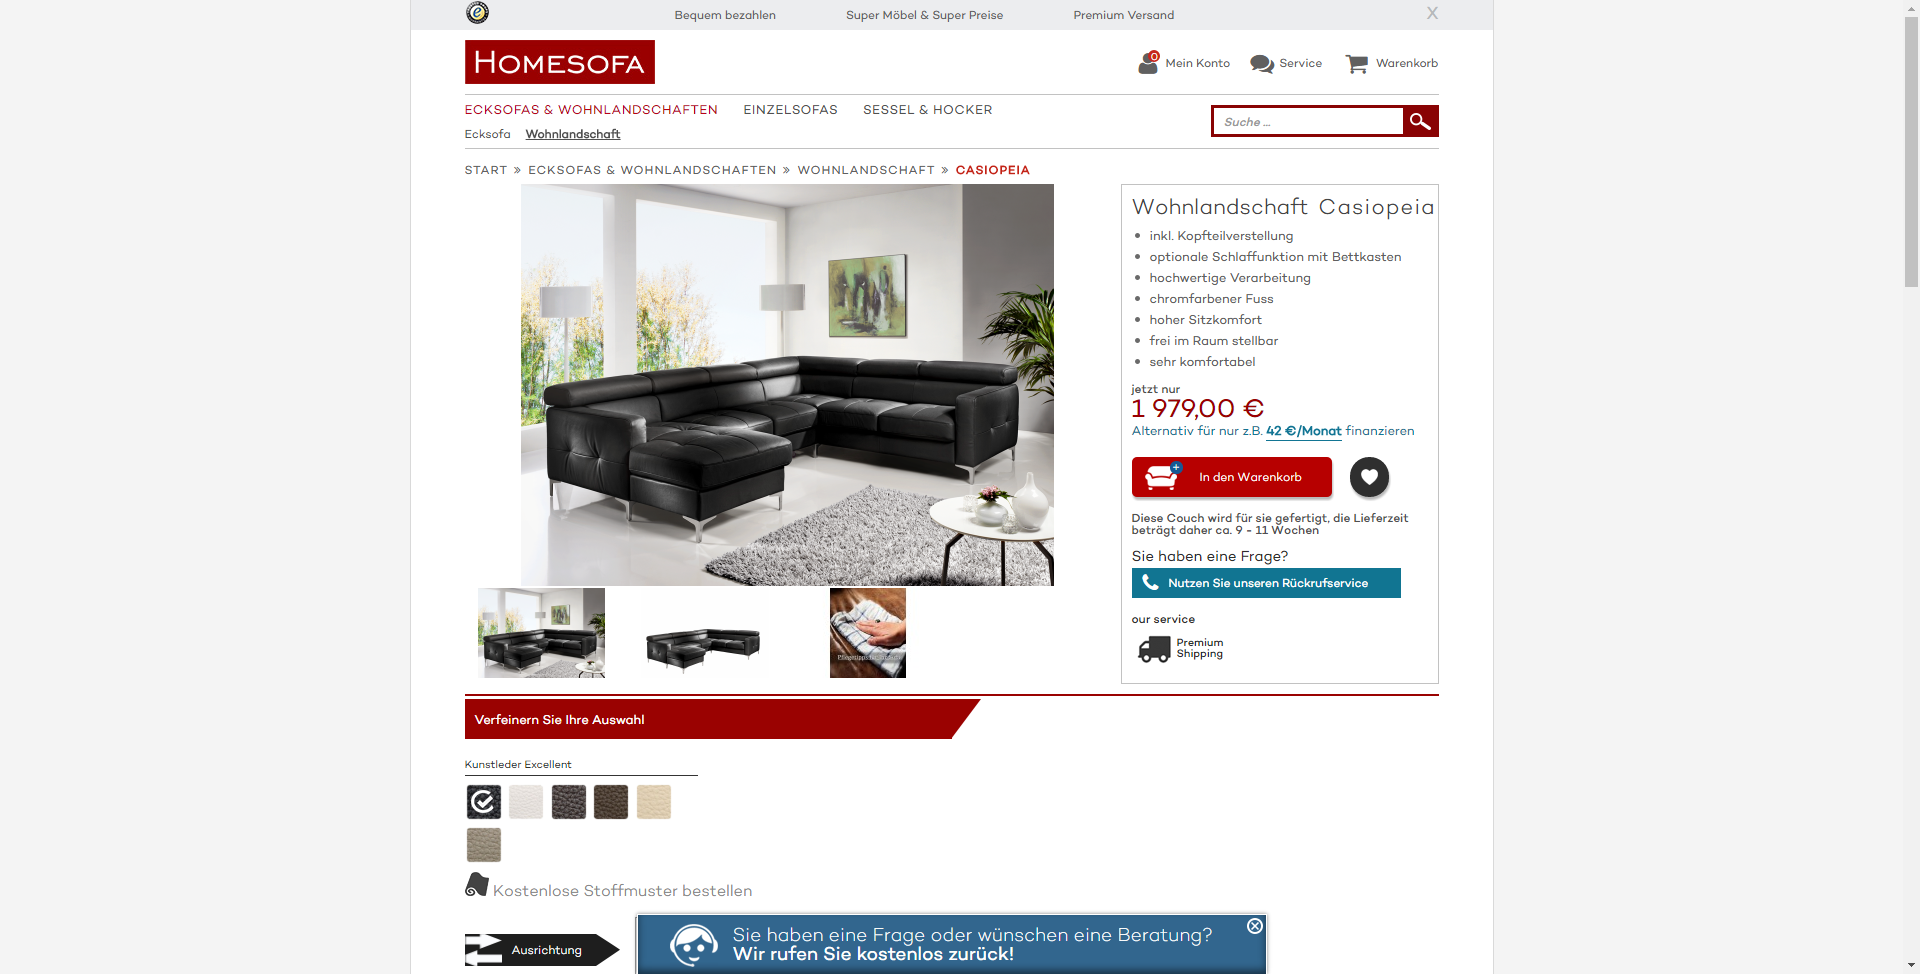 Bequem bezahlen
Super Möbel & Super Preise
Premium Versand
X
HOMESOFA
0
Mein Konto
Service
Warenkorb
ECKSOFAS & WOHNLANDSCHAFTEN
EINZELSOFAS
SESSEL & HOCKER
Ecksofa
Wohnlandschaft
Suche ...
START » ECKSOFAS & WOHNLANDSCHAFTEN » WOHNLANDSCHAFT » CASIOPEIA
Wohnlandschaft Casiopeia
inkl. Kopfteilverstellung
optionale Schlaffunktion mit Bettkasten
hochwertige Verarbeitung
chromfarbener Fuss
hoher Sitzkomfort
frei im Raum stellbar
sehr komfortabel
jetzt nur
1 979,00 €
Alternativ für nur z.B. 42 €/Monat finanzieren
In den Warenkorb
Diese Couch wird für sie gefertigt, die Lieferzeit
beträgt daher ca. 9 - 11 Wochen
Sie haben eine Frage?
Nutzen Sie unseren Rückrufservice
our service
Premium
Shipping
Verfeinern Sie Ihre Auswahl
Kunstleder Excellent
Kostenlose Stoffmuster bestellen
Ausrichtung
Sie haben eine Frage oder wünschen eine Beratung?
Wir rufen Sie kostenlos zurück!